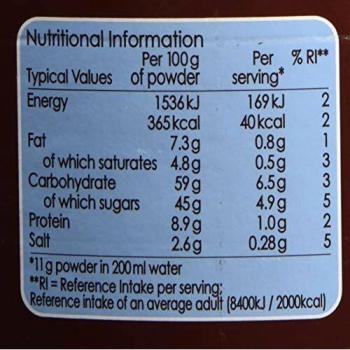 Nutritional Information
Per 100g Per % RI**
Typical Values of powder serving*
Energy 1536kJ 169kJ 2
365kcal 40kcal 2
Fat 7.3g 0.8g 1
of which saturates 4.8g 0.5g 3
Carbohydrate 59g 6.5g 3
of which sugars 45g 4.9g 5
Protein 8.9g 1.0g 2
Salt 2.6g 0.28g 5
*11g powder in 200ml water
**RI = Reference Intake per serving;
Reference intake of an average adult (8400kJ / 2000kcal)